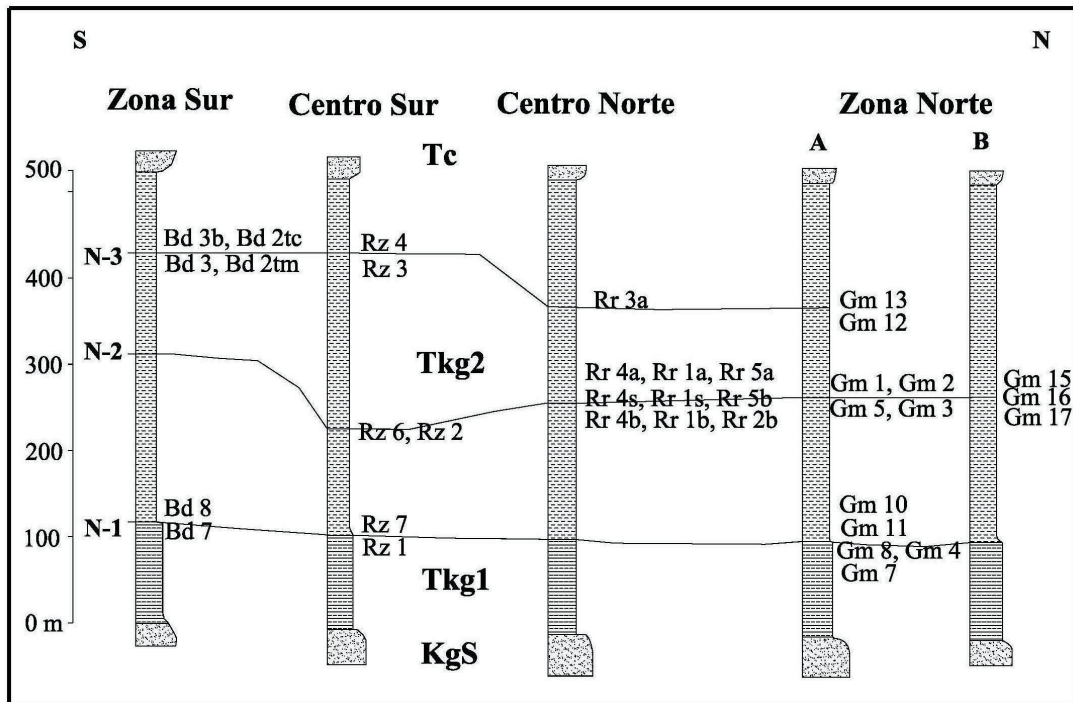 S N
Zona Sur Centro Sur Centro Norte Zona Norte
A B
Tc
500
Bd 3b, Bd 2tc Rz 4
N-3
Bd 3, Bd 2tm Rz 3
400
Rr 3a Gm 13
Gm 12
N-2
300
Tkg2
Rr 4a, Rr 1a, Rr 5a Gm 1, Gm 2 Gm 15
Rr 4s, Rr 1s, Rr 5b Gm 16
Rr 4b, Rr 1b, Rr 2b Gm 5, Gm 3 Gm 17
Rz 6, Rz 2
200
Bd 8 Gm 10
N-1
Bd 7 Rz 7 Gm 11
100
Rz 1 Gm 8, Gm 4
Tkg1 Gm 7
0 m
KgS